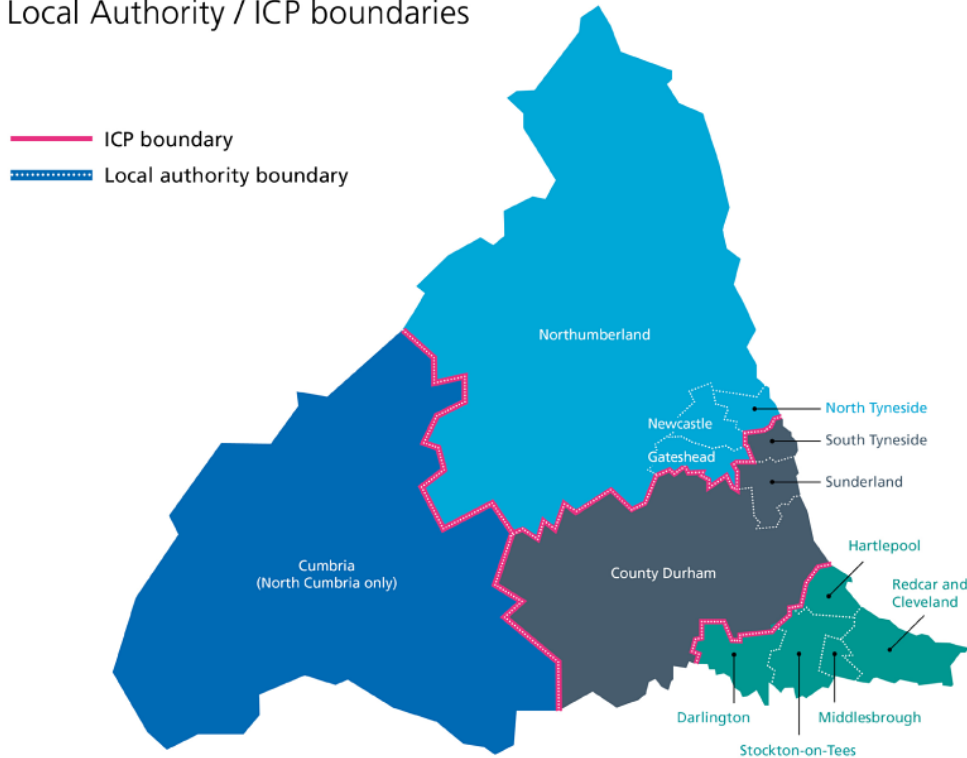 Local Authority / ICP boundaries
ICP boundary
Local authority boundary
Northumberland
Newcastle
North Tyneside
South Tyneside
Gateshead
Sunderland
Hartlepool
Cumbria
(North Cumbria only)
County Durham
Redcar and
Cleveland
Darlington
Middlesbrough
Stockton-on-Tees